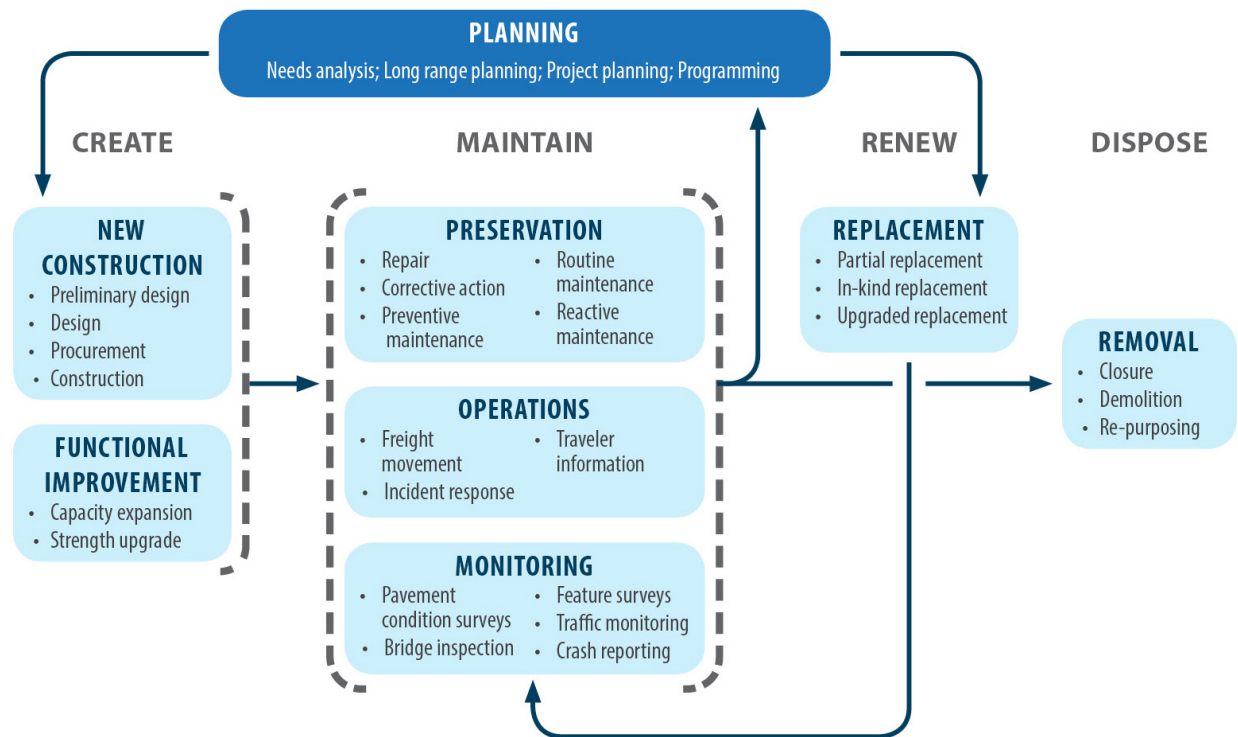 PLANNING
Needs analysis; Long range planning; Project planning; Programming
CREATE
MAINTAIN
RENEW
DISPOSE
NEW
CONSTRUCTION
• Preliminary design
• Design
• Procurement
• Construction
FUNCTIONAL
IMPROVEMENT
• Capacity expansion
• Strength upgrade
PRESERVATION
• Repair
• Corrective action
• Preventive
maintenance
• Routine
maintenance
• Reactive
maintenance
OPERATIONS
• Freight
movement
• Incident response
• Traveler
information
MONITORING
• Pavement
condition surveys
• Bridge inspection
• Feature surveys
• Traffic monitoring
• Crash reporting
REPLACEMENT
• Partial replacement
• In-kind replacement
• Upgraded replacement
REMOVAL
• Closure
• Demolition
• Re-purposing